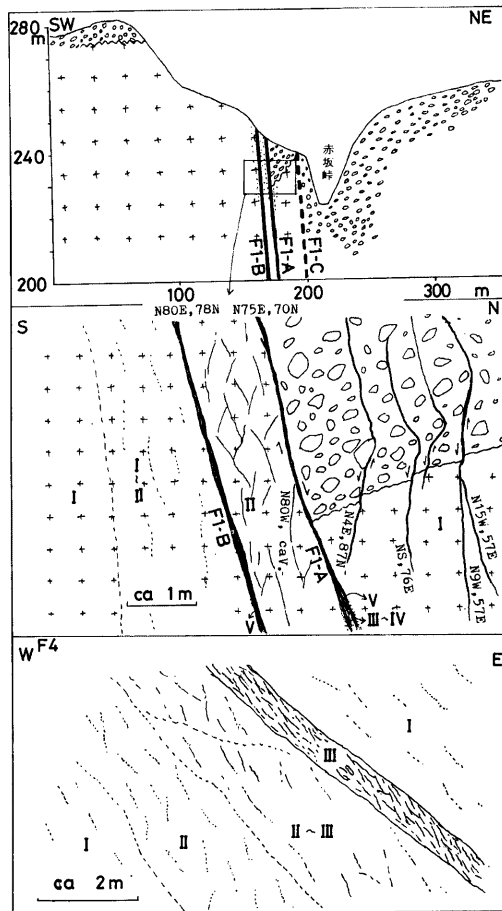 280
m
SW
NE
240
200
赤坂峠
F1-B
F1-A
F1-C
100
200
300
m
N80E,78N
N75E,70N
S
N
I
I~II
II
F1-B
N80W, cav.
F1-A
N4E,87N
NS,76E
I
N15W,57E
N9W,57E
V
V
III~IV
ca 1m
W
F4
E
I
III
I
II
II~III
ca 2m